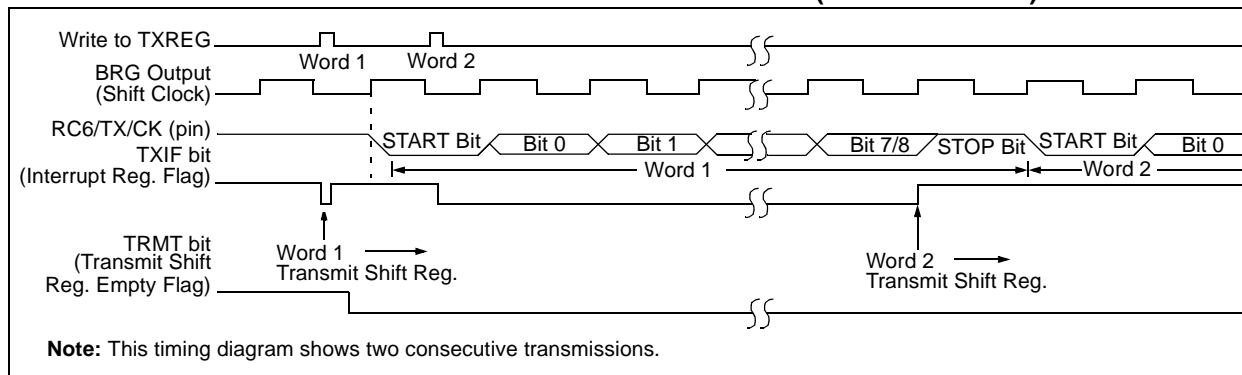 Write to TXREG
Word 1
Word 2
BRG Output
(Shift Clock)
RC6/TX/CK (pin)
START Bit
Bit 0
Bit 1
Bit 7/8
STOP Bit
START Bit
Bit 0
TXIF bit
(Interrupt Reg. Flag)
Word 1
Word 2
TRMT bit
(Transmit Shift
Reg. Empty Flag)
Word 1
Transmit Shift Reg.
Word 2
Transmit Shift Reg.
Note: This timing diagram shows two consecutive transmissions.